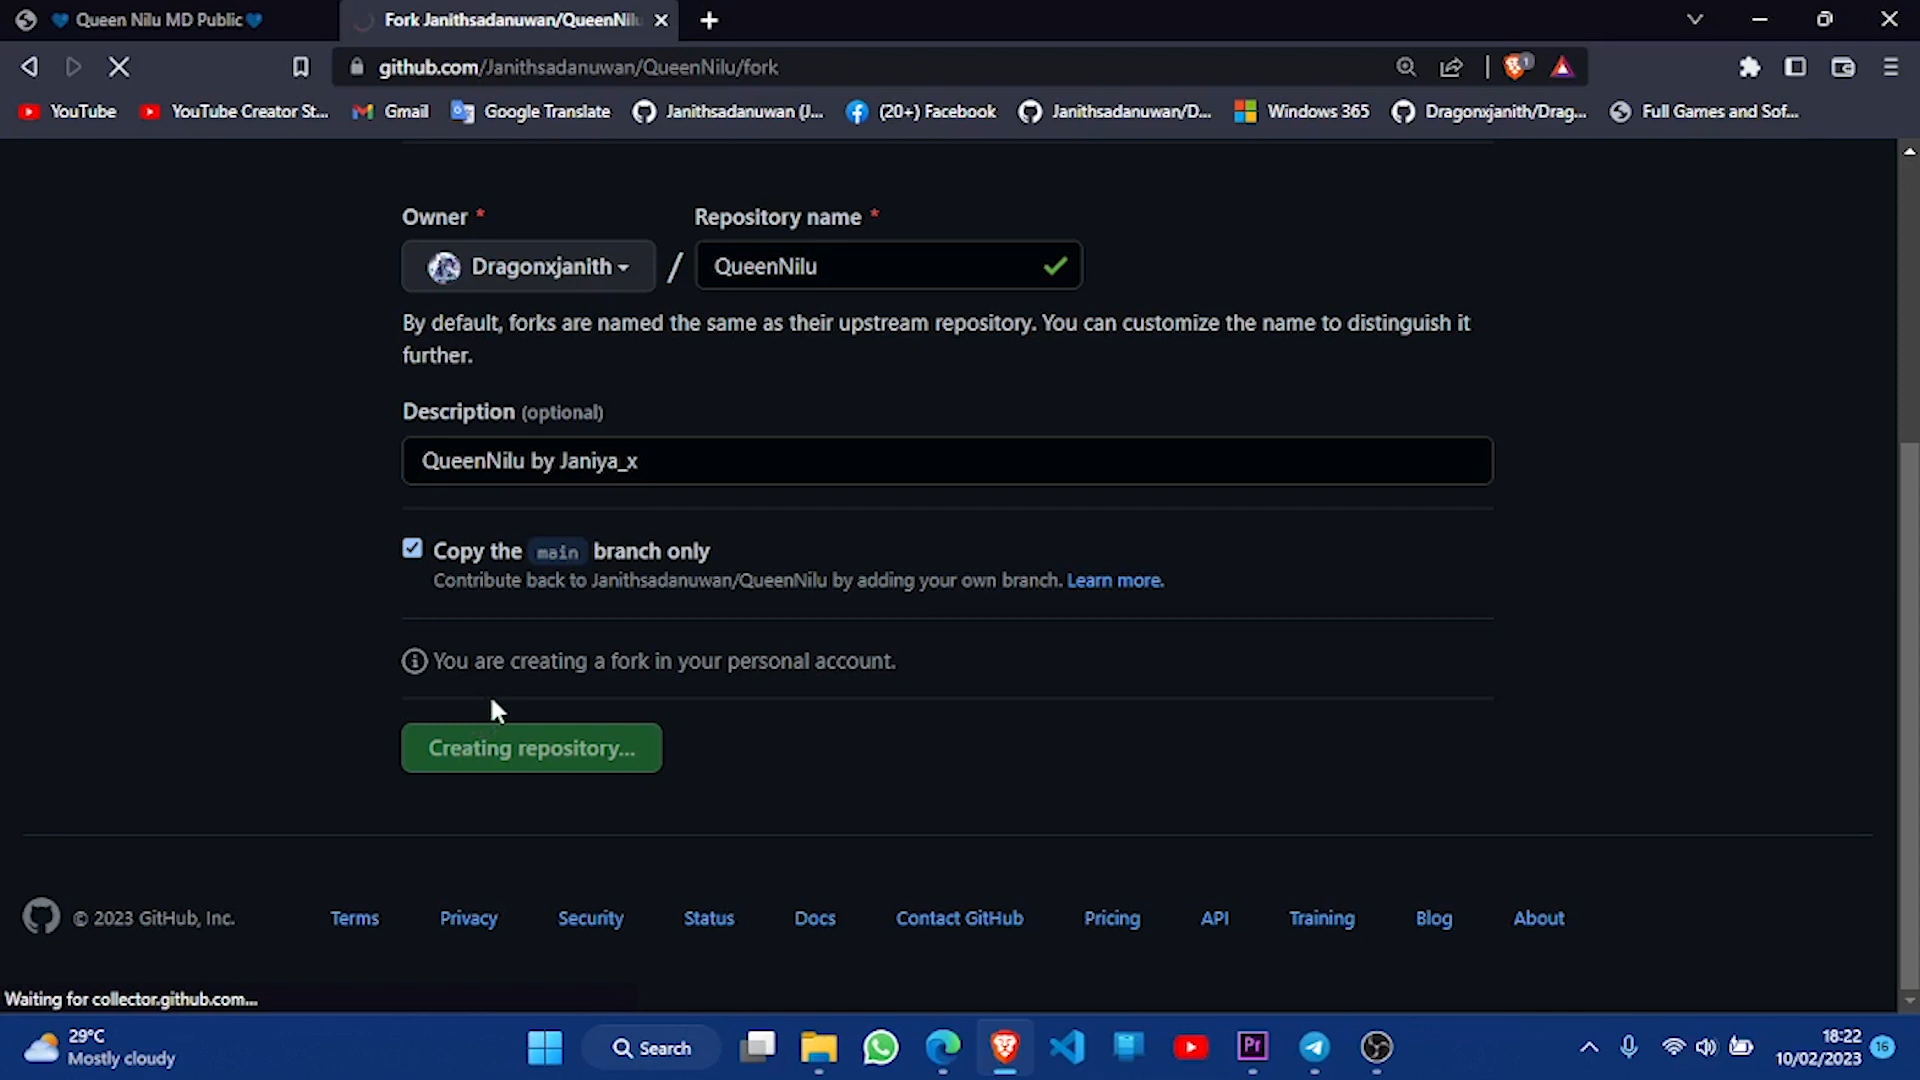 Queen Nilu MD Public
Fork Janithsadanuwan/QueenNilu
github.com/Janithsadanuwan/QueenNilu/fork
1
YouTube
YouTube Creator St...
Gmail
Google Translate
Janithsadanuwan (J...
(20+) Facebook
Janithsadanuwan/D...
Windows 365
Dragonxjanith/Drag...
Full Games and Sof...
Owner *
Repository name *
Dragonxjanith
/
QueenNilu
By default, forks are named the same as their upstream repository. You can customize the name to distinguish it
further.
Description (optional)
QueenNilu by Janiya_x
Copy the main branch only
Contribute back to Janithsadanuwan/QueenNilu by adding your own branch. Learn more.
You are creating a fork in your personal account.
Creating repository...
© 2023 GitHub, Inc.
Terms
Privacy
Security
Status
Docs
Contact GitHub
Pricing
API
Training
Blog
About
Waiting for collector.github.com...
29°C
Mostly cloudy
Search
Pr
18:22
10/02/2023
16